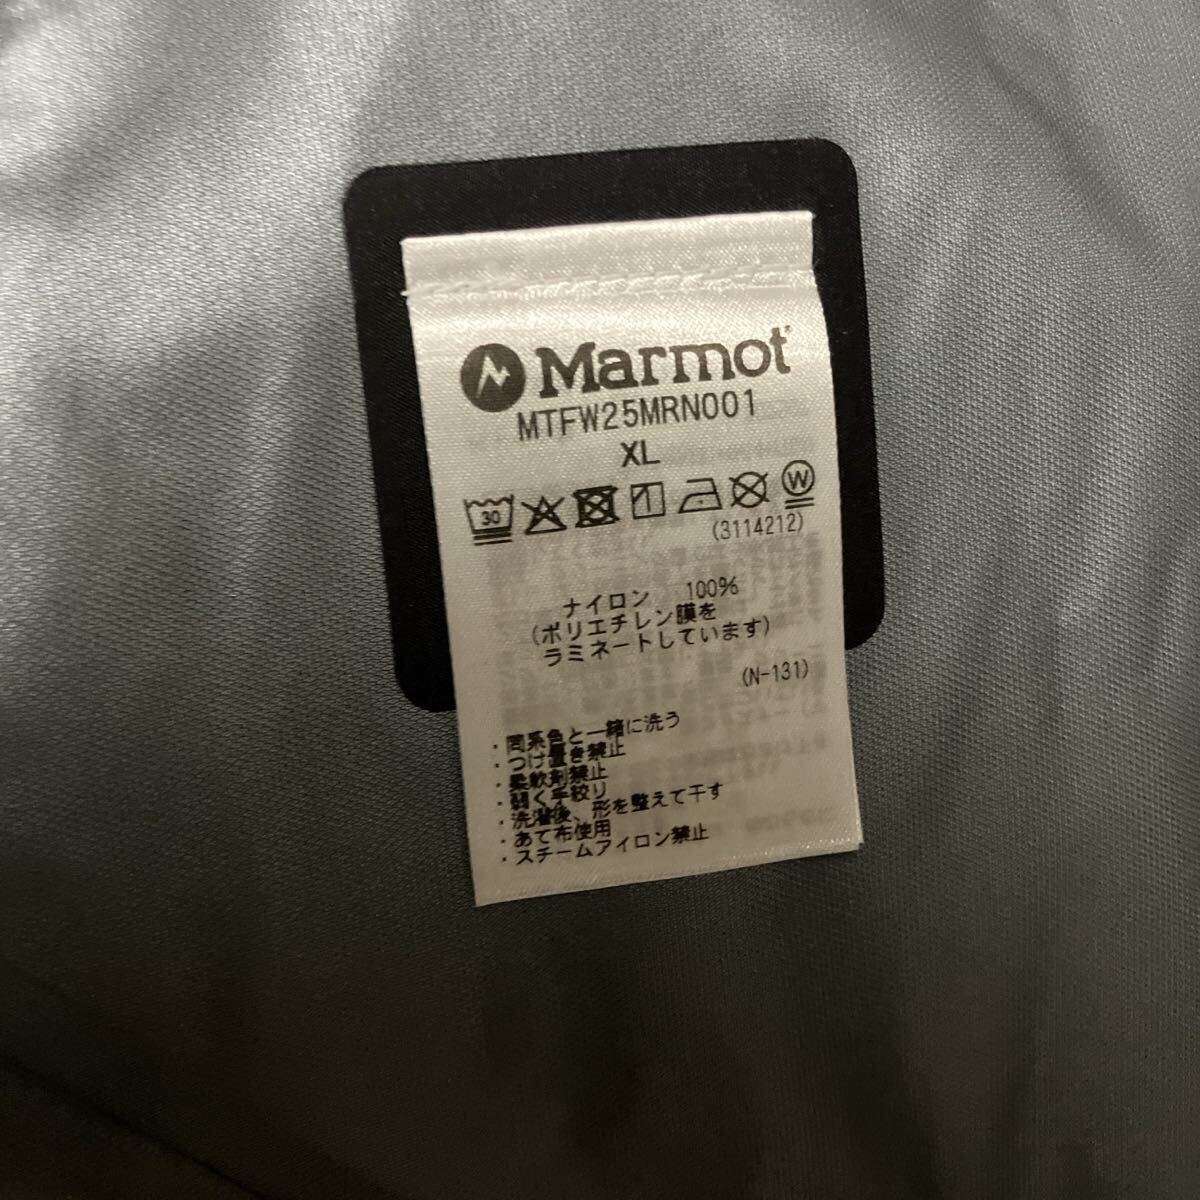 Marmot
MTFW25MRN001
XL
30
W
(3114212)
ナイロン 100%
(ポリエチレン膜を
ラミネートしています)
(N-131)
・同系色と一緒に洗う
・つけ置き禁止
・柔軟剤禁止
・弱く手絞り
・洗濯後、形を整えて干す
・あて布使用
・スチームアイロン禁止